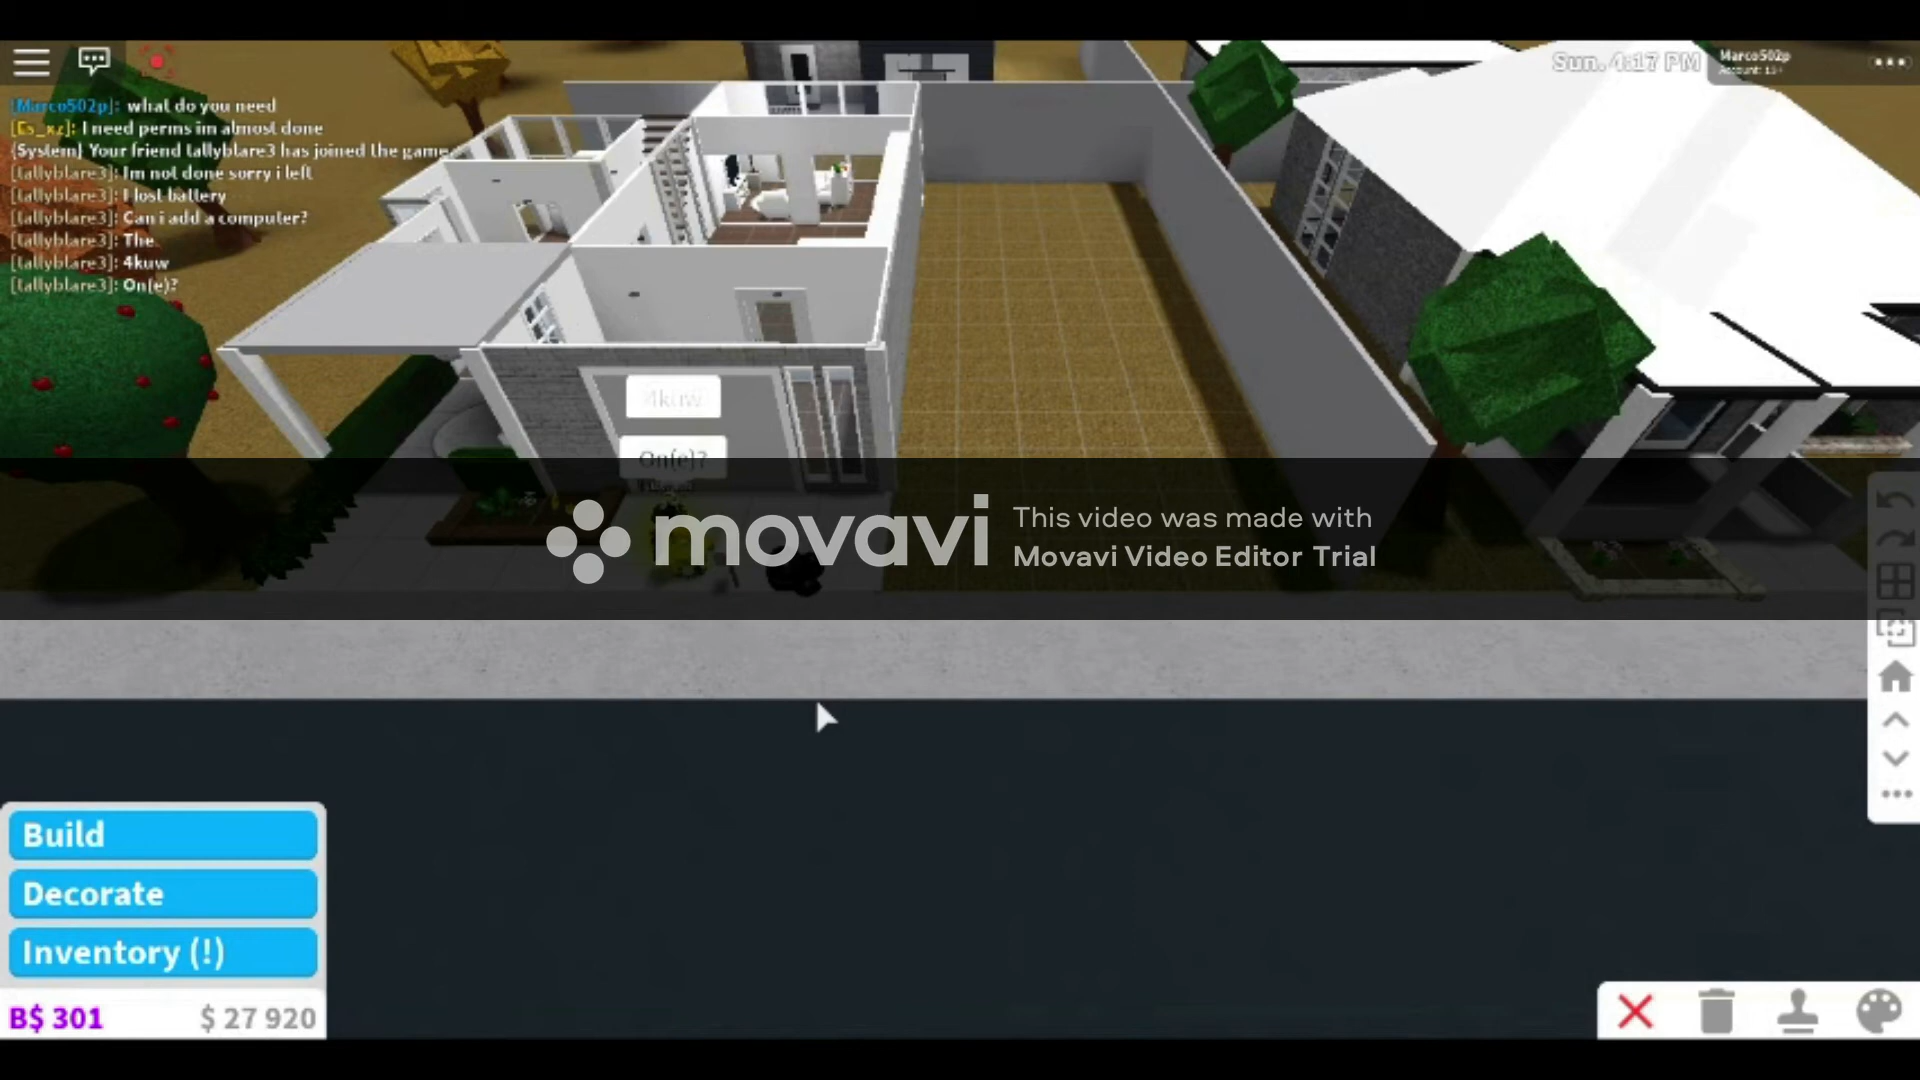 Sun. 4:17 PM
Marco502p
Account: 13+
[Marco502p]: what do you need
[Es_xz]: I need perms im almost done
{System} Your friend tallyblare3 has joined the game.
[tallyblare3]: Im not done sorry i left
[tallyblare3]: I lost battery
[tallyblare3]: Can i add a computer?
[tallyblare3]: The
[tallyblare3]: 4kuw
[tallyblare3]: On(e)?
4kuw
On(e)?
movavi
This video was made with
Movavi Video Editor Trial
Build
Decorate
Inventory (!)
B$ 301
$ 27 920